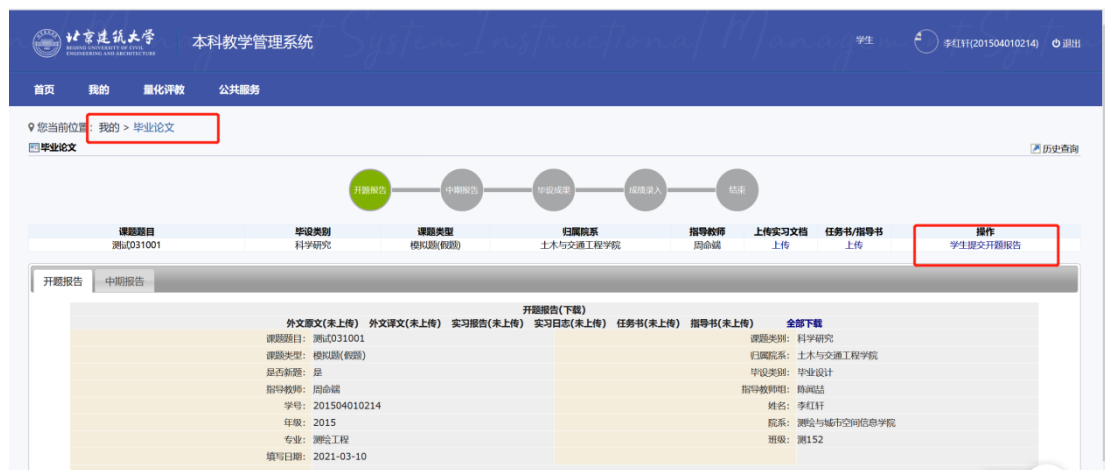 北京建筑大学
BEIJING UNIVERSITY OF CIVIL
ENGINEERING AND ARCHITECTURE
本科教学管理系统
学生 李红轩(201504010214) 退出
首页 我的 量化评教 公共服务
您当前位置：我的 > 毕业论文
毕业论文 历史查询
开题报告 中期报告 毕设成果 成绩录入 结束
课题题目 毕设类别 课题类型 归属院系 指导教师 上传实习文档 任务书/指导书 操作
测试031001 科学研究 模拟题(假题) 土木与交通工程学院 周命端 上传 上传 学生提交开题报告
开题报告 中期报告
开题报告(下载)
外文原文(未上传) 外文译文(未上传) 实习报告(未上传) 实习日志(未上传) 任务书(未上传) 指导书(未上传) 全部下载
课题题目： 测试031001 课题类别： 科学研究
课题类型： 模拟题(假题) 归属院系： 土木与交通工程学院
是否新题： 是 毕设类别： 毕业设计
指导教师： 周命端 指导教师组： 陈闻喆
学号： 201504010214 姓名： 李红轩
年级： 2015 院系： 测绘与城市空间信息学院
专业： 测绘工程 班级： 测152
填写日期： 2021-03-10